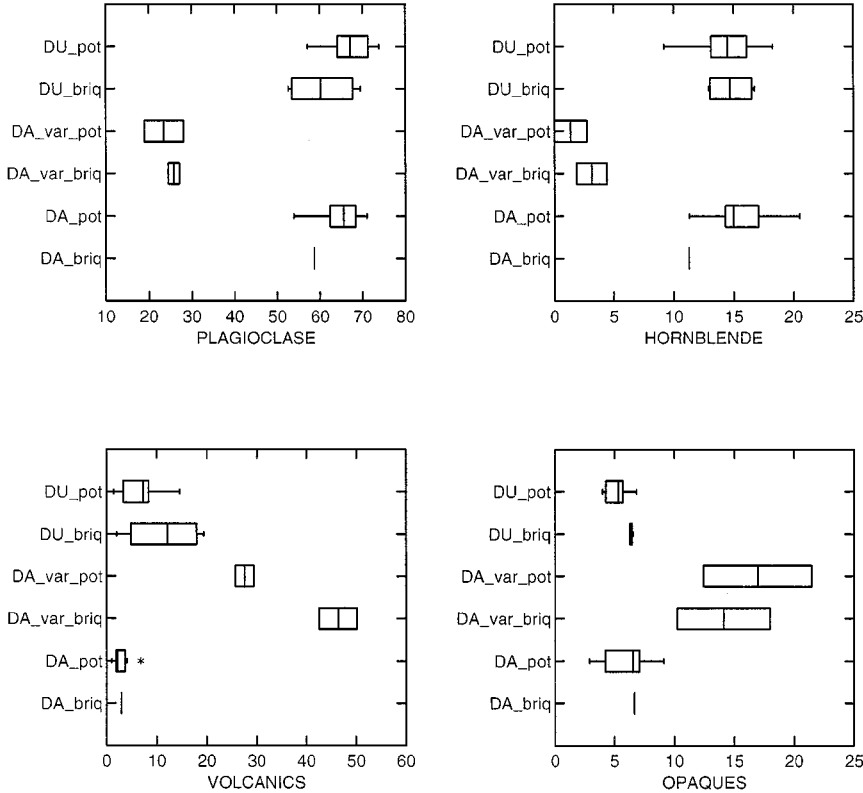 DU_pot
DU_briq
DA_var_pot
DA_var_briq
DA_pot
DA_briq
10 20 30 40 50 60 70 80
PLAGIOCLASE
DU_pot
DU_briq
DA_var_pot
DA_var_briq
DA_pot
DA_briq
0 5 10 15 20 25
HORNBLENDE
DU_pot
DU_briq
DA_var_pot
DA_var_briq
DA_pot
*
DA_briq
0 10 20 30 40 50 60
VOLCANICS
DU_pot
DU_briq
DA_var_pot
DA_var_briq
DA_pot
DA_briq
0 5 10 15 20 25
OPAQUES